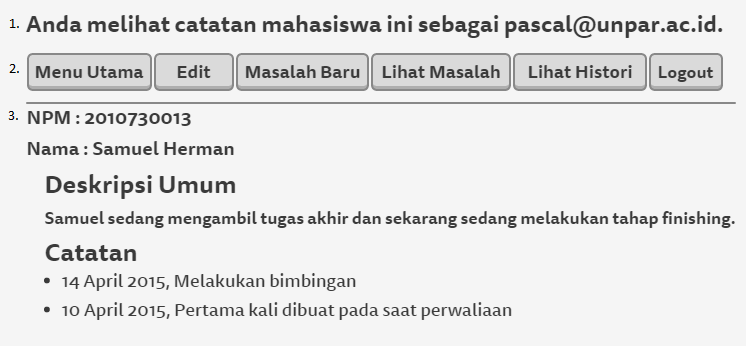 1. Anda melihat catatan mahasiswa ini sebagai pascal@unpar.ac.id.
2. Menu Utama Edit Masalah Baru Lihat Masalah Lihat Histori Logout
3. NPM : 2010730013
Nama : Samuel Herman
Deskripsi Umum
Samuel sedang mengambil tugas akhir dan sekarang sedang melakukan tahap finishing.
Catatan
• 14 April 2015, Melakukan bimbingan
• 10 April 2015, Pertama kali dibuat pada saat perwaliaan